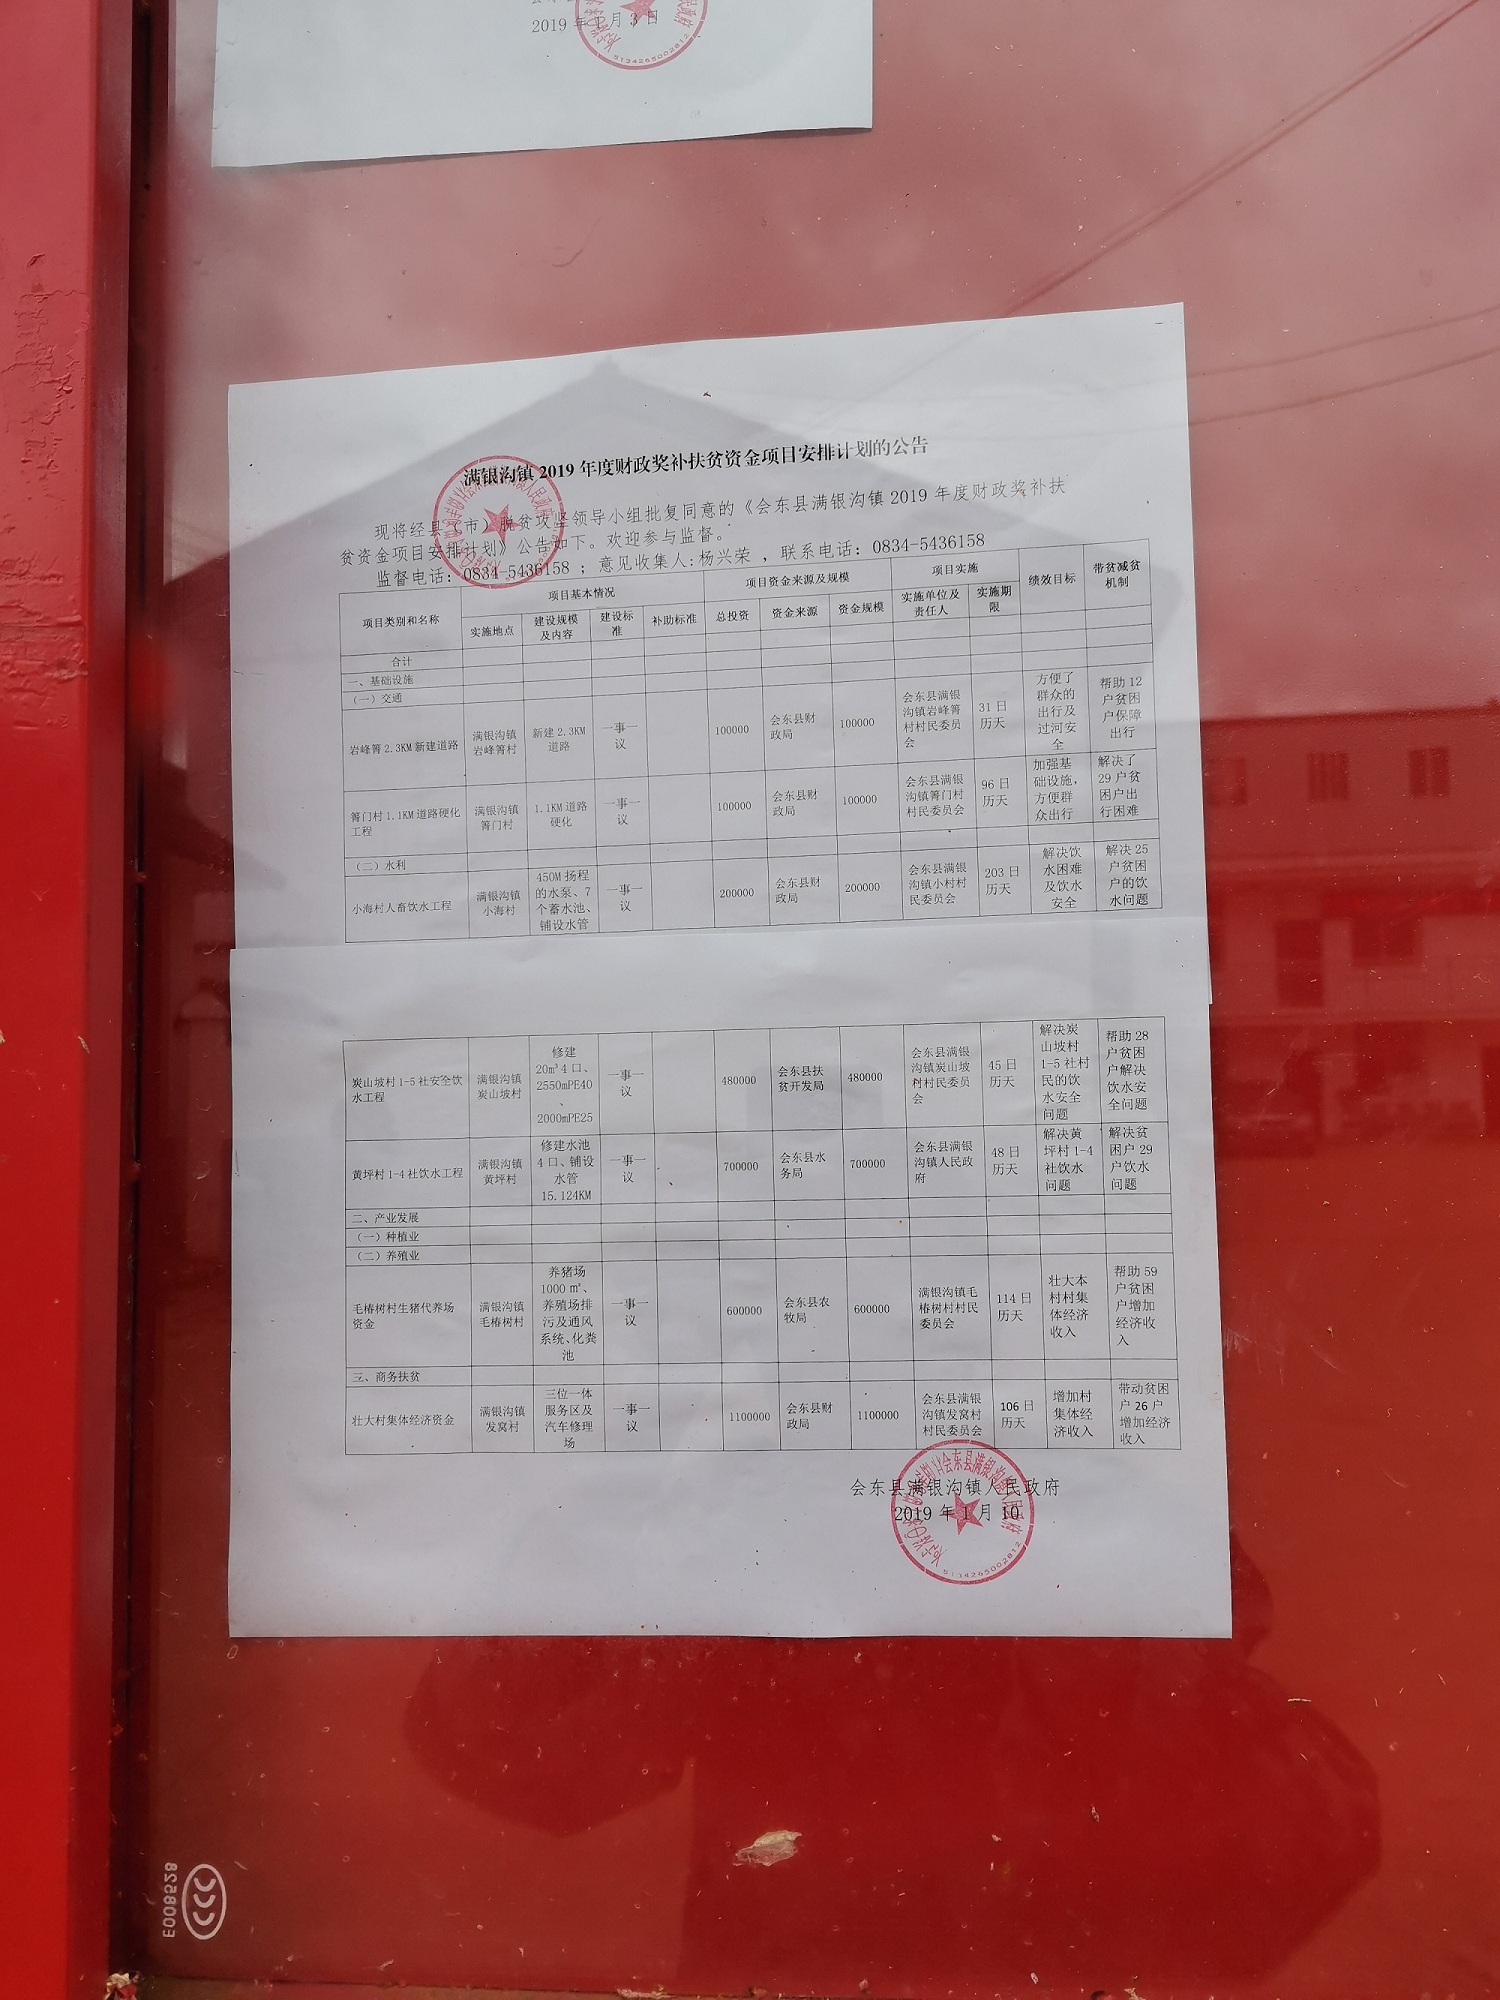 2019 年 1 月 3 日
5134265002812
满银沟镇 2019 年度财政奖补扶贫资金项目安排计划的公告
现将经县（市）脱贫攻坚领导小组批复同意的《会东县满银沟镇 2019 年度财政奖补扶
贫资金项目安排计划》公告如下。欢迎参与监督。
监督电话：0834-5436158 ；意见收集人:杨兴荣 ，联系电话：0834-5436158
项目类别和名称 项目基本情况 项目资金来源及规模 项目实施 绩效目标 带贫减贫机制
实施地点 建设规模及内容 建设标准 补助标准 总投资 资金来源 资金规模 实施单位及责任人 实施期限
合计
一、基础设施
（一）交通
岩峰箐 2.3KM 新建道路 满银沟镇岩峰箐村 新建 2.3KM 道路 一事一议 100000 会东县财政局 100000 会东县满银沟镇岩峰箐村村民委员会 31 日历天 方便了群众的出行及过河安全 帮助 12 户贫困户保障出行
箐门村 1.1KM 道路硬化工程 满银沟镇箐门村 1.1KM 道路硬化 一事一议 100000 会东县财政局 100000 会东县满银沟镇箐门村村民委员会 96 日历天 加强基础设施，方便群众出行 解决了 29 户贫困户出行困难
（二）水利
小海村人畜饮水工程 满银沟镇小海村 450M 扬程的水泵、7 个蓄水池、铺设水管 一事一议 200000 会东县财政局 200000 会东县满银沟镇小村村民委员会 203 日历天 解决饮水困难及饮水安全 解决 25 户贫困户的饮水问题
炭山坡村 1-5 社安全饮水工程 满银沟镇炭山坡村 修建 20m³4 口、2550mPE40、2000mPE25 一事一议 480000 会东县扶贫开发局 480000 会东县满银沟镇炭山坡村村民委员会 45 日历天 解决炭山坡村 1-5 社村民的饮水安全问题 帮助 28 户贫困户解决饮水安全问题
黄坪村 1-4 社饮水工程 满银沟镇黄坪村 修建水池 4 口、铺设水管 15.124KM 一事一议 700000 会东县水务局 700000 会东县满银沟镇人民政府 48 日历天 解决黄坪村 1-4 社饮水问题 解决贫困户 29 户饮水问题
二、产业发展
（一）种植业
（二）养殖业
毛椿树村生猪代养场资金 满银沟镇毛椿树村 养猪场 1000 ㎡、养殖场排污及通风系统、化粪池 一事一议 600000 会东县农牧局 600000 满银沟镇毛椿树村村民委员会 114 日历天 壮大本村村集体经济收入 帮助 59 户贫困户增加经济收入
三、商务扶贫
壮大村集体经济资金 满银沟镇发窝村 三位一体服务区及汽车修理场 一事一议 1100000 会东县财政局 1100000 会东县满银沟镇发窝村村民委员会 106 日历天 增加村集体经济收入 带动贫困户 26 户增加经济收入
会东县满银沟镇人民政府
2019 年 1 月 10
会东县满银沟镇人民政府
5134265002812
E008528